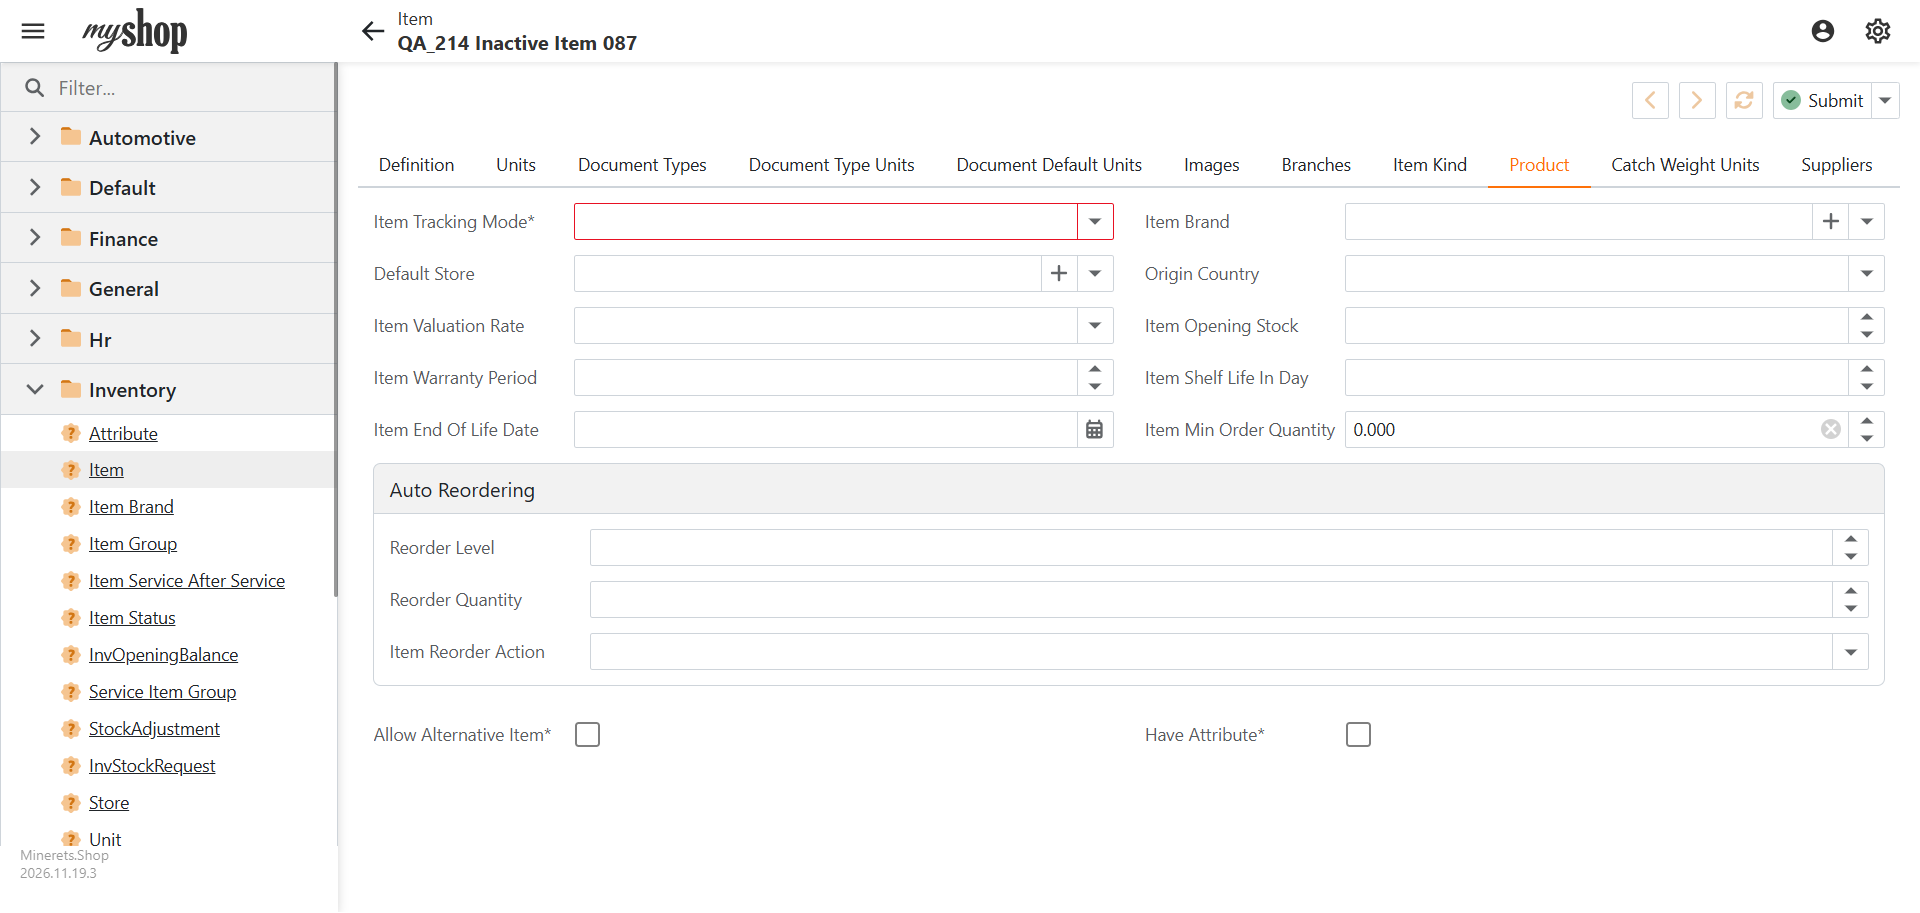 myshop
Item
QA_214 Inactive Item 087
Filter...
Automotive
Default
Finance
General
Hr
Inventory
Attribute
Item
Item Brand
Item Group
Item Service After Service
Item Status
InvOpeningBalance
Service Item Group
StockAdjustment
InvStockRequest
Store
Unit
Minerets.Shop
2026.11.19.3
Submit
Definition Units Document Types Document Type Units Document Default Units Images Branches Item Kind Product Catch Weight Units Suppliers
Item Tracking Mode* Item Brand
Default Store Origin Country
Item Valuation Rate Item Opening Stock
Item Warranty Period Item Shelf Life In Day
Item End Of Life Date Item Min Order Quantity 0.000
Auto Reordering
Reorder Level
Reorder Quantity
Item Reorder Action
Allow Alternative Item* Have Attribute*